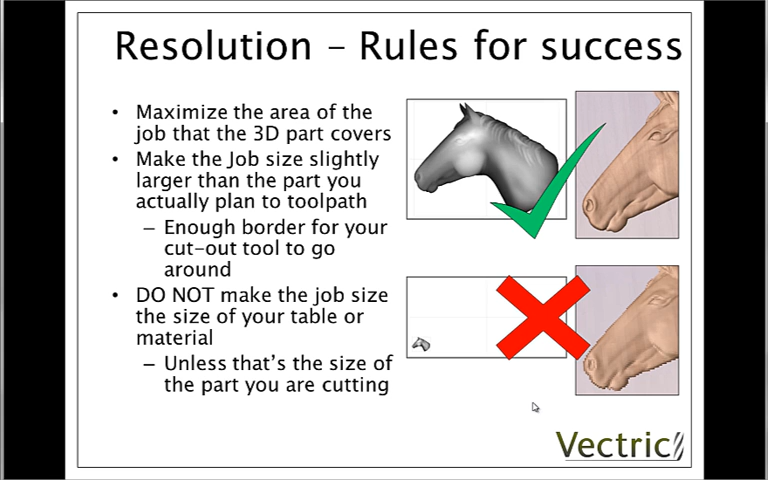 Resolution – Rules for success
• Maximize the area of the
job that the 3D part covers
• Make the Job size slightly
larger than the part you
actually plan to toolpath
– Enough border for your
cut-out tool to go
around
• DO NOT make the job size
the size of your table or
material
– Unless that's the size of
the part you are cutting
Vectric